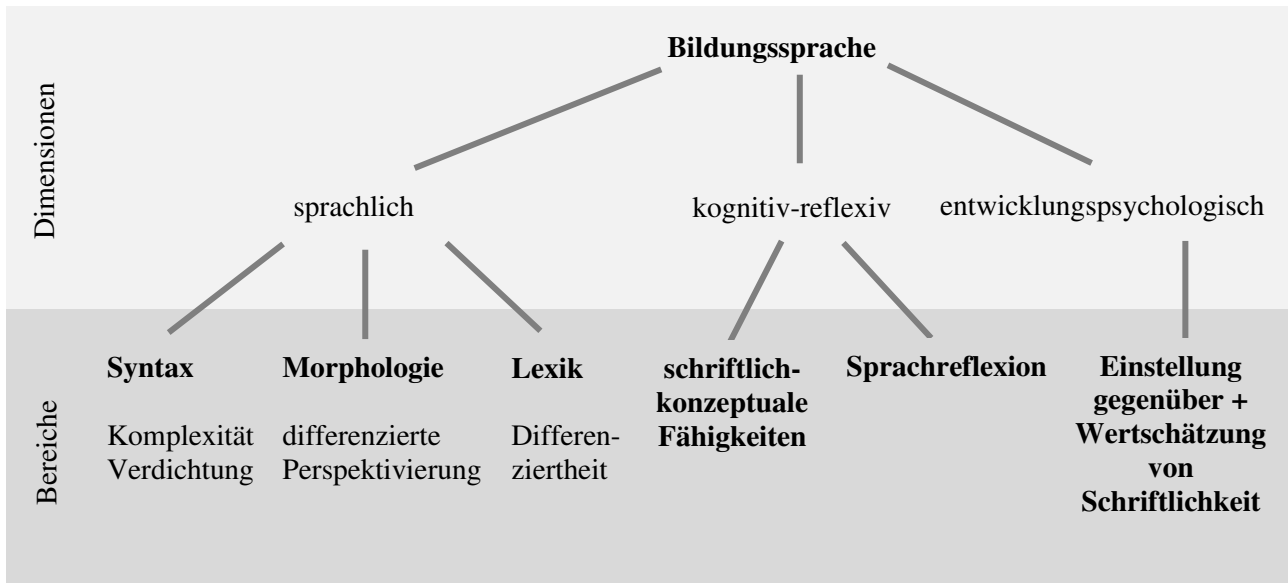 Bildungssprache
Dimensionen
sprachlich
kognitiv-reflexiv
entwicklungspsychologisch
Bereiche
Syntax
Komplexität
Verdichtung
Morphologie
differenzierte
Perspektivierung
Lexik
Differen-
ziertheit
schriftlich-
konzeptuale
Fähigkeiten
Sprachreflexion
Einstellung
gegenüber +
Wertschätzung
von
Schriftlichkeit